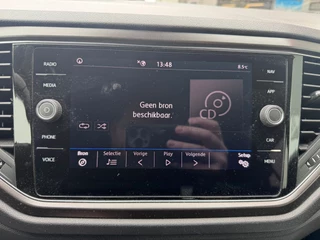 RADIO
13:48
8.5°C
NAV
MEDIA
APP
Geen bron
beschikbaar.
CD
PHONE
CAR
VOICE
Bron Selectie Vorige Play Volgende Setup
MENU